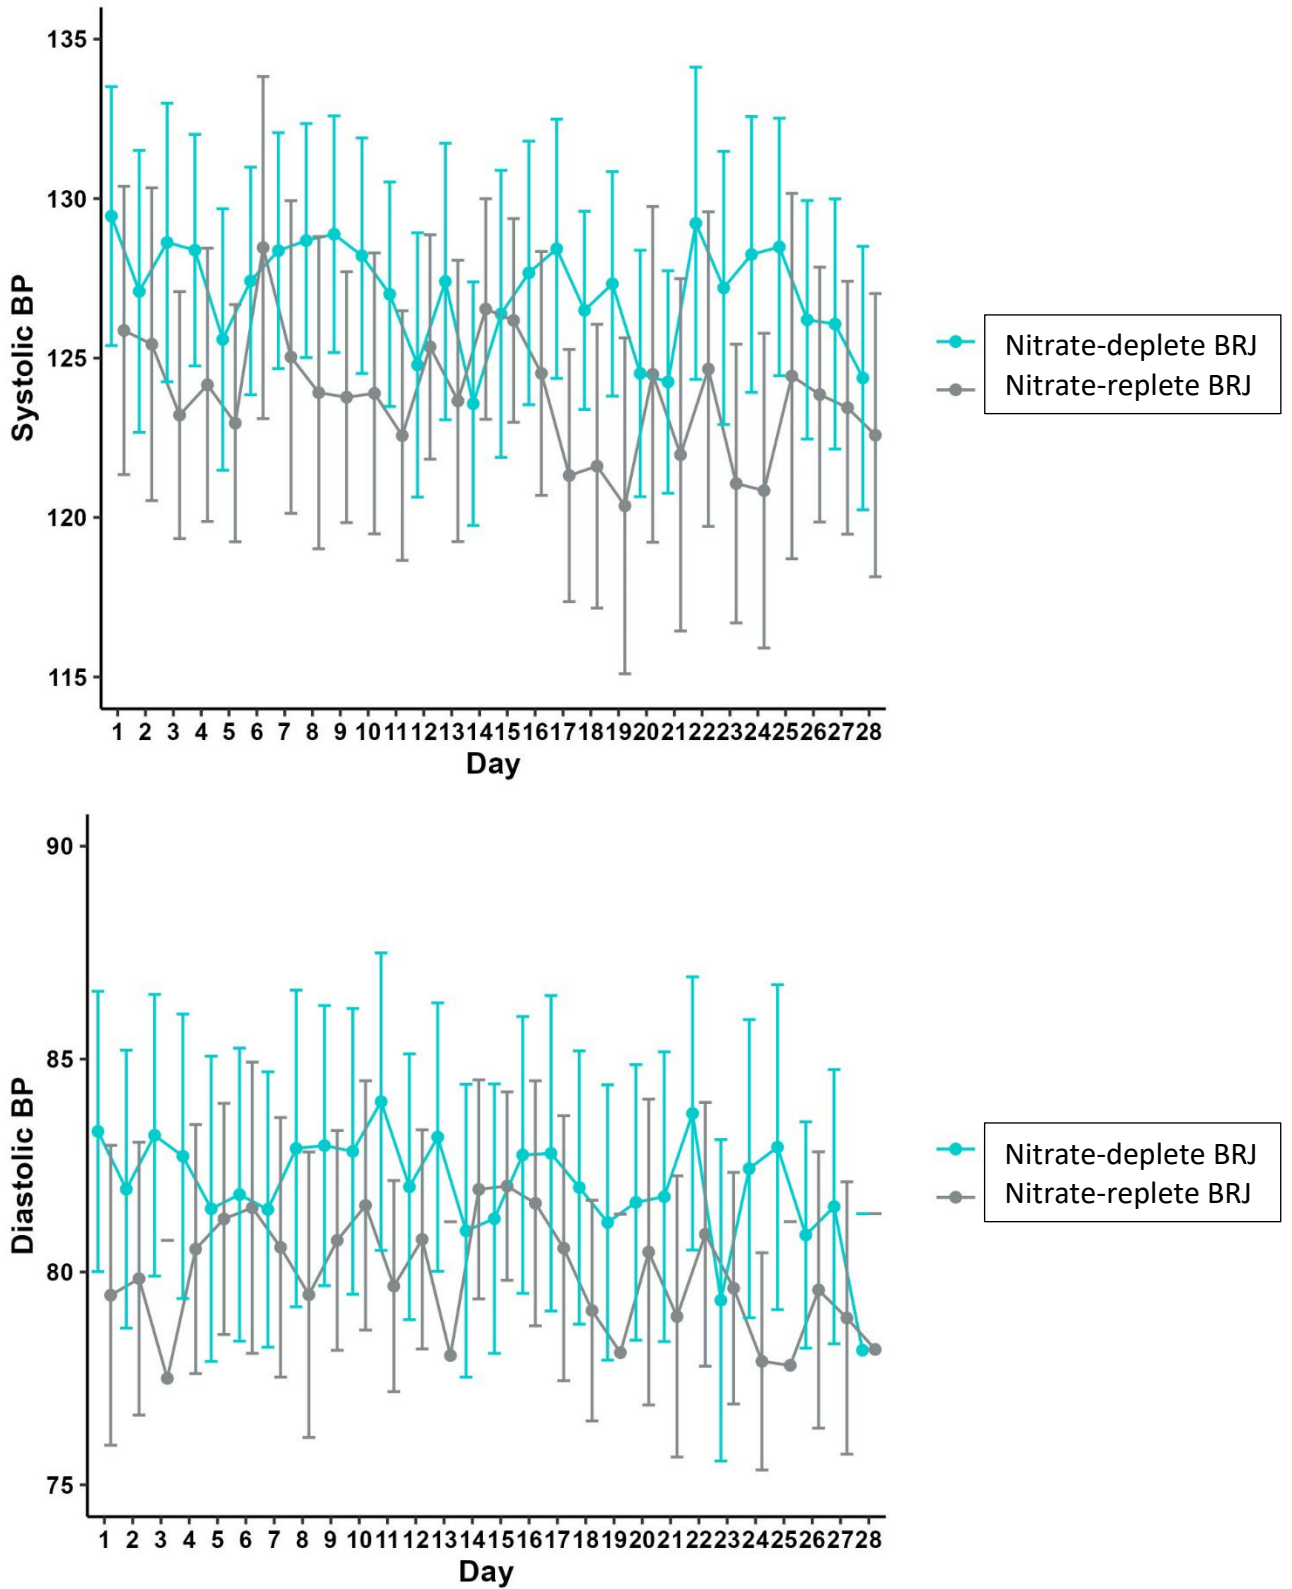 Systolic BP
135
130
125
120
115
1 2 3 4 5 6 7 8 9 10 11 12 13 14 15 16 17 18 19 20 21 22 23 24 25 26 27 28
Day
Nitrate-deplete BRJ
Nitrate-replete BRJ
Diastolic BP
90
85
80
75
1 2 3 4 5 6 7 8 9 10 11 12 13 14 15 16 17 18 19 20 21 22 23 24 25 26 27 28
Day
Nitrate-deplete BRJ
Nitrate-replete BRJ